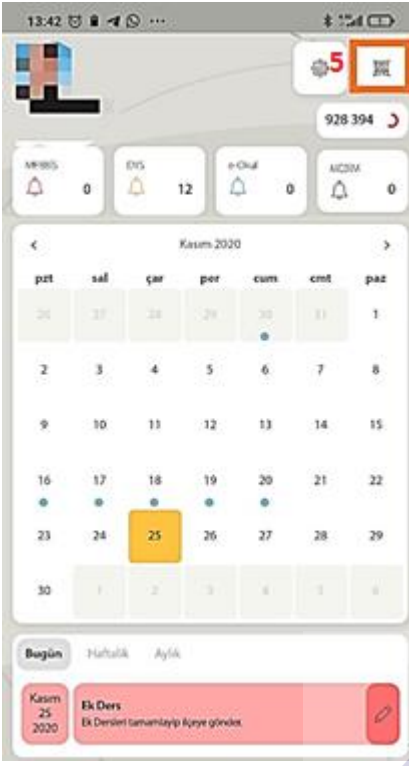 13:42
5
928 394
MEBBİS DYS e-Okul
0 12 0 0
Kasım 2020
pzt sal çar per cum cmt paz
26 27 28 29 30 31 1
2 3 4 5 6 7 8
9 10 11 12 13 14 15
16 17 18 19 20 21 22
23 24 25 26 27 28 29
30 1 2 3 4 5 6
Bugün Haftalık Aylık
Kasım
25
2020
Ek Ders
Ek Dersleri tamamlayip ilçeye gönder.